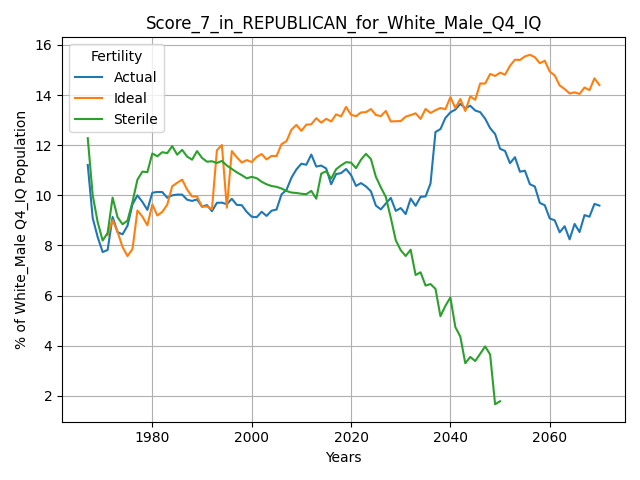 Score_7_in_REPUBLICAN_for_White_Male_Q4_IQ
% of White_Male Q4_IQ Population
16
14
12
10
8
6
4
2
Fertility
Actual
Ideal
Sterile
1980
2000
2020
2040
2060
Years